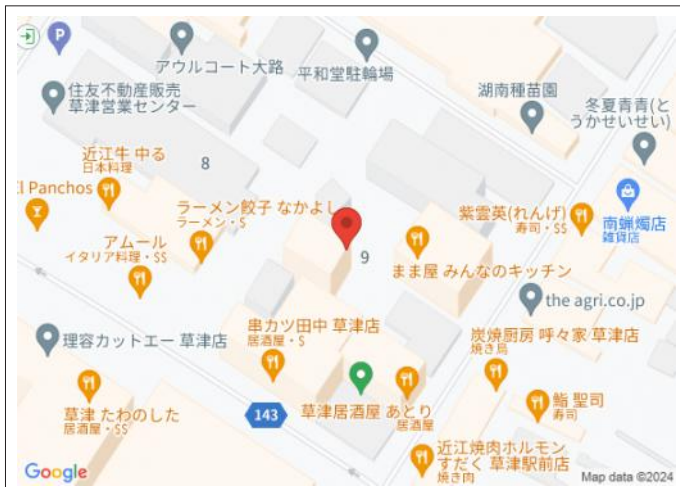 P
アウルコート大路
平和堂駐輪場
住友不動産販売
草津営業センター
湖南種苗園
冬夏青青(と
うかせいせい)
近江牛 中る
日本料理
8
El Panchos
ラーメン餃子 なかよし
ラーメン・$
紫雲英(れんげ)
寿司・$$
南蝋燭店
雑貨店
アムール
イタリア料理・$$
9
まま屋 みんなのキッチン
the agri.co.jp
串カツ田中 草津店
居酒屋・$
理容カットエー 草津店
炭焼厨房 呼々家 草津店
焼き鳥
草津 たわのした
居酒屋・$$
143
草津居酒屋 あとり
居酒屋
鮨 聖司
寿司
近江焼肉ホルモン
すだく 草津駅前店
焼き肉
Google
Map data ©2024